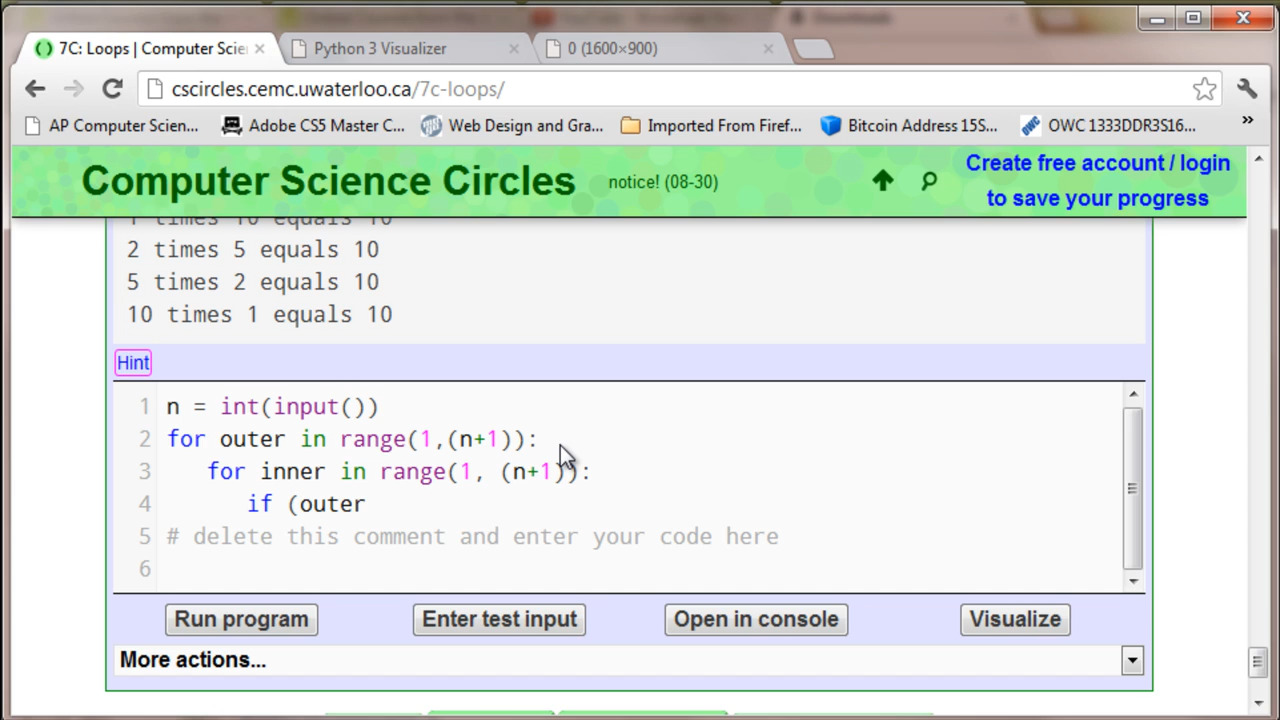 7C: Loops | Computer Scie
Python 3 Visualizer
0 (1600×900)
cscircles.cemc.uwaterloo.ca/7c-loops/
AP Computer Scien...
Adobe CS5 Master C...
Web Design and Gra...
Imported From Firef...
Bitcoin Address 15S...
OWC 1333DDR3S16...
»
Computer Science Circles
notice! (08-30)
Create free account / login
to save your progress
1 times 10 equals 10
2 times 5 equals 10
5 times 2 equals 10
10 times 1 equals 10
Hint
1 n = int(input())
2 for outer in range(1,(n+1)):
3 for inner in range(1, (n+1)):
4 if (outer
5 # delete this comment and enter your code here
6
Run program
Enter test input
Open in console
Visualize
More actions...